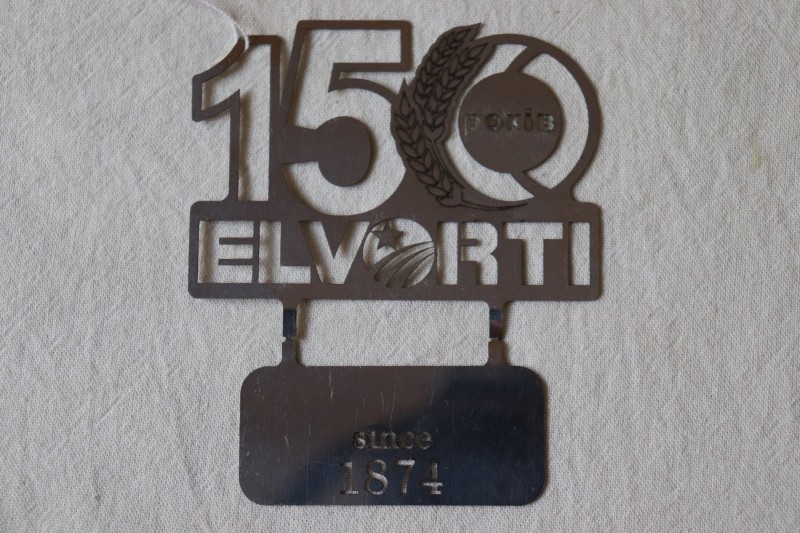 150
років
ELVORTI
since
1874